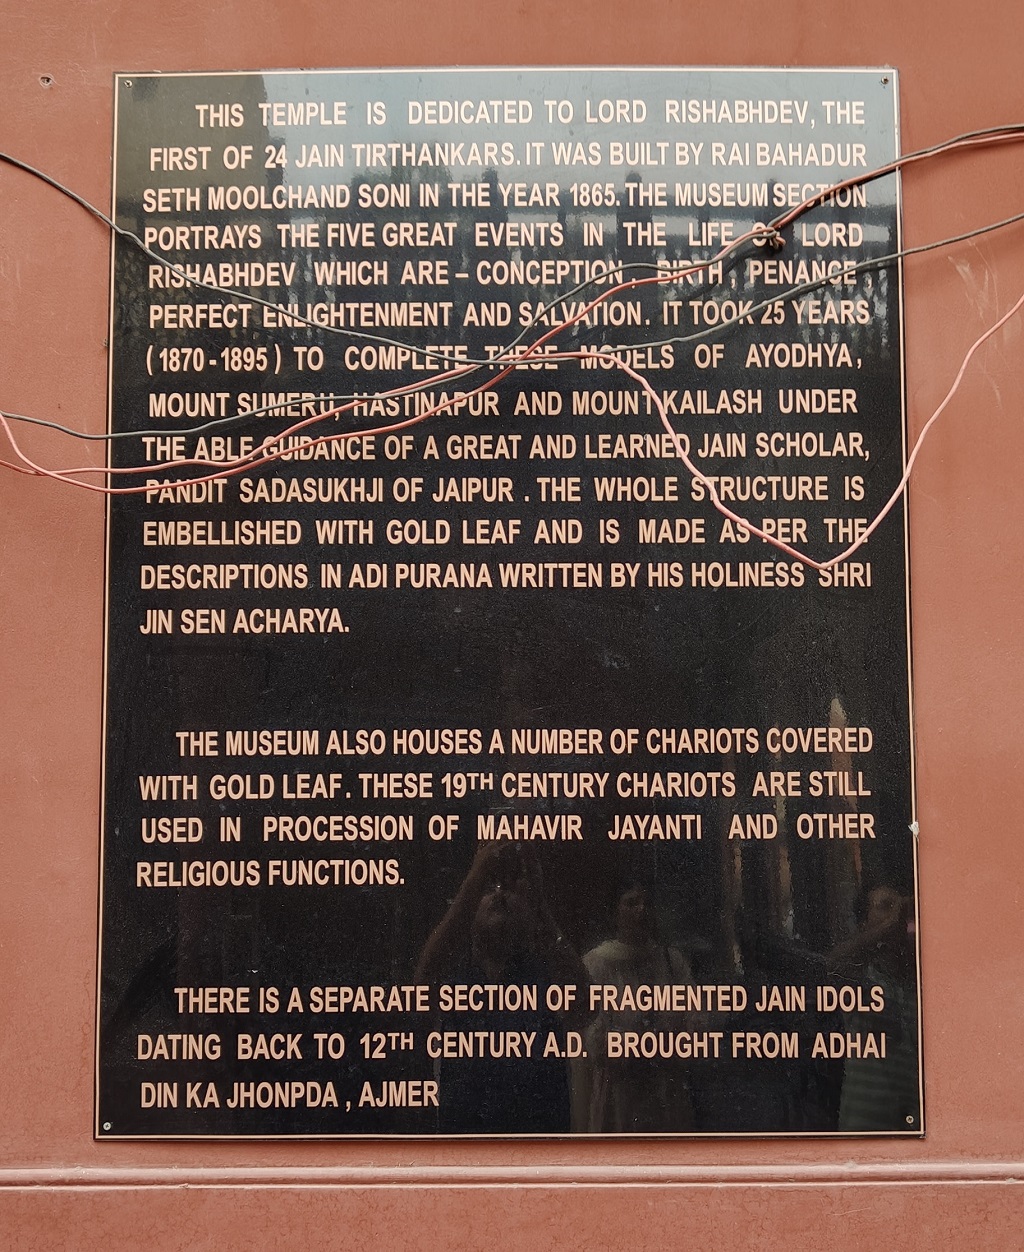 THIS TEMPLE IS DEDICATED TO LORD RISHABHDEV, THE
FIRST OF 24 JAIN TIRTHANKARS. IT WAS BUILT BY RAI BAHADUR
SETH MOOLCHAND SONI IN THE YEAR 1865. THE MUSEUM SECTION
PORTRAYS THE FIVE GREAT EVENTS IN THE LIFE OF LORD
RISHABHDEV WHICH ARE – CONCEPTION, BIRTH, PENANCE,
PERFECT ENLIGHTENMENT AND SALVATION. IT TOOK 25 YEARS
(1870-1895) TO COMPLETE THESE MODELS OF AYODHYA,
MOUNT SUMERU, HASTINAPUR AND MOUNT KAILASH UNDER
THE ABLE GUIDANCE OF A GREAT AND LEARNED JAIN SCHOLAR,
PANDIT SADASUKHJI OF JAIPUR . THE WHOLE STRUCTURE IS
EMBELLISHED WITH GOLD LEAF AND IS MADE AS PER THE
DESCRIPTIONS IN ADI PURANA WRITTEN BY HIS HOLINESS SHRI
JIN SEN ACHARYA.
THE MUSEUM ALSO HOUSES A NUMBER OF CHARIOTS COVERED
WITH GOLD LEAF. THESE 19TH CENTURY CHARIOTS ARE STILL
USED IN PROCESSION OF MAHAVIR JAYANTI AND OTHER
RELIGIOUS FUNCTIONS.
THERE IS A SEPARATE SECTION OF FRAGMENTED JAIN IDOLS
DATING BACK TO 12TH CENTURY A.D. BROUGHT FROM ADHAI
DIN KA JHONPDA , AJMER